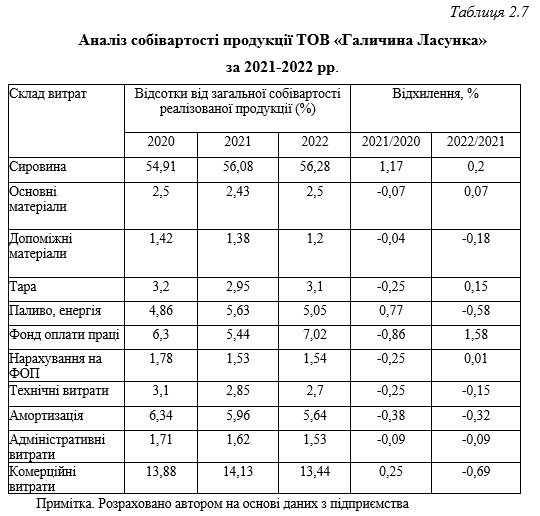 Таблиця 2.7
Аналіз собівартості продукції ТОВ «Галичина Ласунка»
за 2021-2022 рр.
Склад витрат Відсотки від загальної собівартості Відхилення, %
реалізованої продукції (%)
2020 2021 2022 2021/2020 2022/2021
Сировина 54,91 56,08 56,28 1,17 0,2
Основні 2,5 2,43 2,5 -0,07 0,07
матеріали
Допоміжні 1,42 1,38 1,2 -0,04 -0,18
матеріали
Тара 3,2 2,95 3,1 -0,25 0,15
Паливо, енергія 4,86 5,63 5,05 0,77 -0,58
Фонд оплати праці 6,3 5,44 7,02 -0,86 1,58
Нарахування на 1,78 1,53 1,54 -0,25 0,01
ФОП
Технічні витрати 3,1 2,85 2,7 -0,25 -0,15
Амортизація 6,34 5,96 5,64 -0,38 -0,32
Адміністративні 1,71 1,62 1,53 -0,09 -0,09
витрати
Комерційні 13,88 14,13 13,44 0,25 -0,69
витрати
Примітка. Розраховано автором на основі даних з підприємства